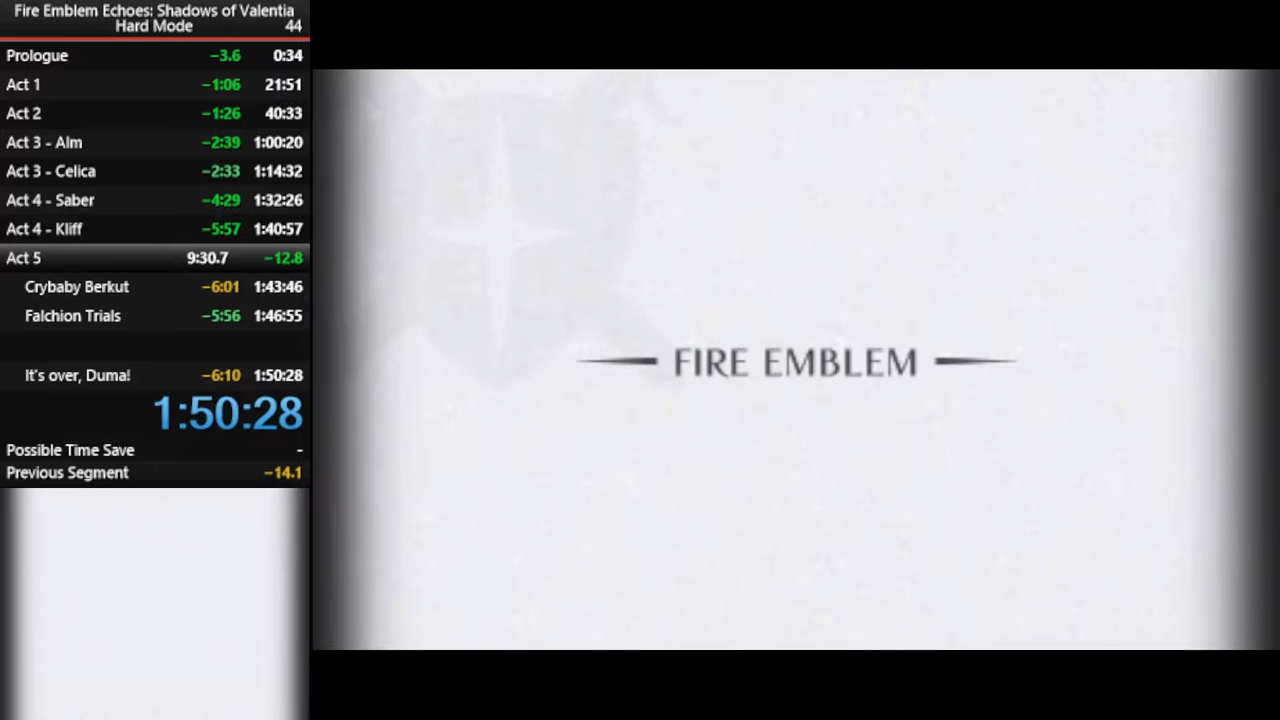 Fire Emblem Echoes: Shadows of Valentia
Hard Mode 44
Prologue −3.6 0:34
Act 1 −1:06 21:51
Act 2 −1:26 40:33
Act 3 - Alm −2:39 1:00:20
Act 3 - Celica −2:33 1:14:32
Act 4 - Saber −4:29 1:32:26
Act 4 - Kliff −5:57 1:40:57
Act 5 9:30.7 −12.8
Crybaby Berkut −6:01 1:43:46
Falchion Trials −5:56 1:46:55
It's over, Duma! −6:10 1:50:28
1:50:28
Possible Time Save -
Previous Segment −14.1
FIRE EMBLEM